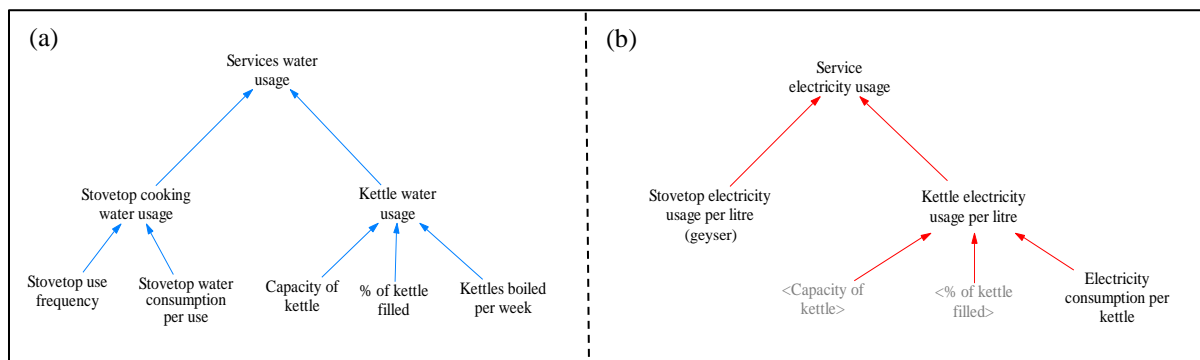 (a)
Services water
usage
Stovetop cooking
water usage
Kettle water
usage
Stovetop use
frequency
Stovetop water
consumption
per use
Capacity of
kettle
% of kettle
filled
Kettles boiled
per week
(b)
Service
electricity usage
Stovetop electricity
usage per litre
(geyser)
Kettle electricity
usage per litre
<Capacity of
kettle>
<% of kettle
filled>
Electricity
consumption per
kettle